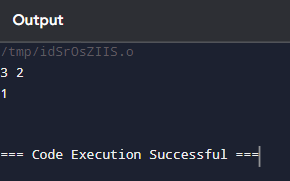 Output
/tmp/idSrOsZIIS.o
3 2
1
=== Code Execution Successful ===